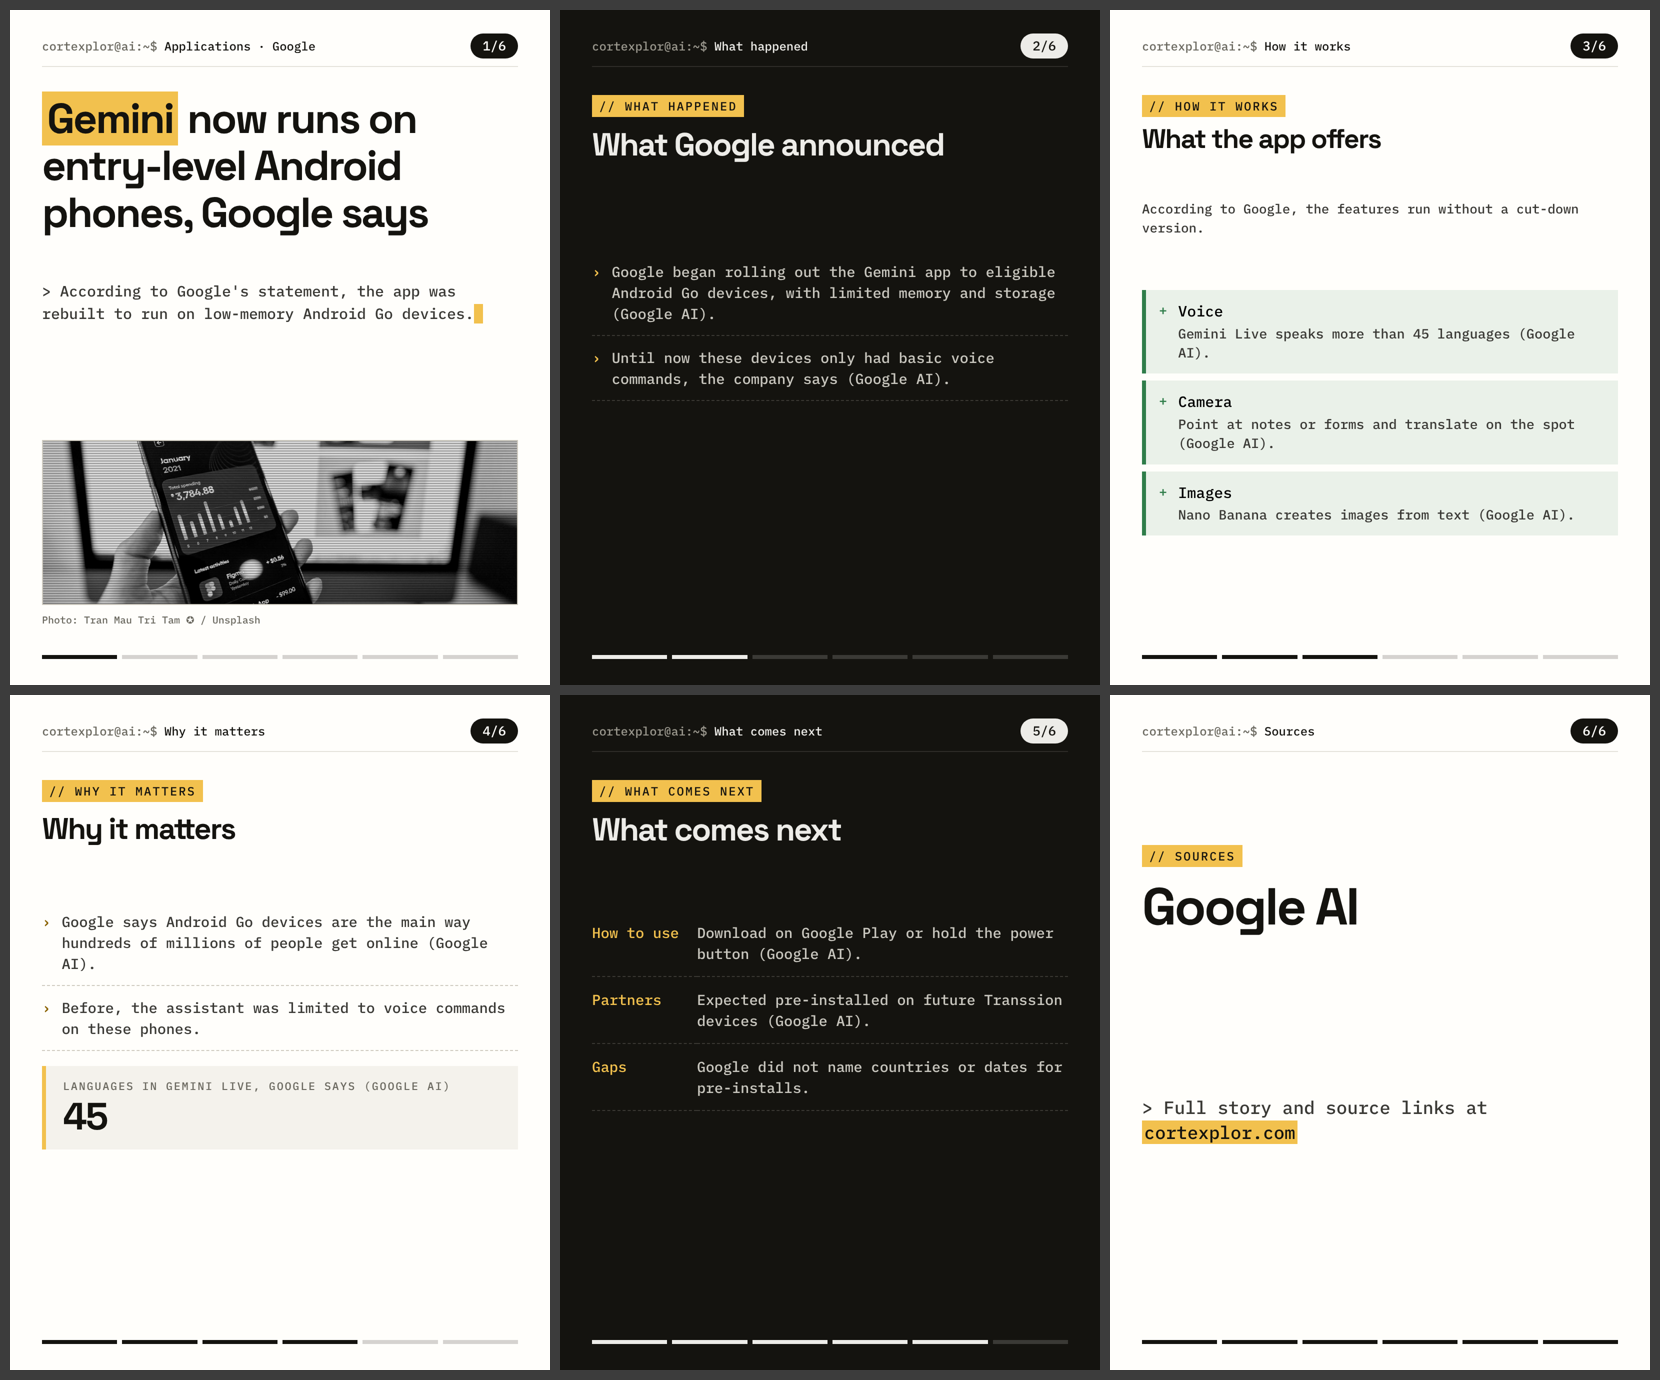 cortexplor@ai:~$ Applications · Google
1/6
Gemini now runs on
entry-level Android
phones, Google says
> According to Google's statement, the app was
rebuilt to run on low-memory Android Go devices.
January
2021
Total spending
3,784.88
Latest activities
Photo: Tran Mau Tri Tam ✪ / Unsplash
cortexplor@ai:~$ What happened
2/6
// WHAT HAPPENED
What Google announced
› Google began rolling out the Gemini app to eligible
Android Go devices, with limited memory and storage
(Google AI).
› Until now these devices only had basic voice
commands, the company says (Google AI).
cortexplor@ai:~$ How it works
3/6
// HOW IT WORKS
What the app offers
According to Google, the features run without a cut-down
version.
+ Voice
Gemini Live speaks more than 45 languages (Google
AI).
+ Camera
Point at notes or forms and translate on the spot
(Google AI).
+ Images
Nano Banana creates images from text (Google AI).
cortexplor@ai:~$ Why it matters
4/6
// WHY IT MATTERS
Why it matters
› Google says Android Go devices are the main way
hundreds of millions of people get online (Google
AI).
› Before, the assistant was limited to voice commands
on these phones.
LANGUAGES IN GEMINI LIVE, GOOGLE SAYS (GOOGLE AI)
45
cortexplor@ai:~$ What comes next
5/6
// WHAT COMES NEXT
What comes next
How to use Download on Google Play or hold the power
button (Google AI).
Partners Expected pre-installed on future Transsion
devices (Google AI).
Gaps Google did not name countries or dates for
pre-installs.
cortexplor@ai:~$ Sources
6/6
// SOURCES
Google AI
> Full story and source links at
cortexplor.com